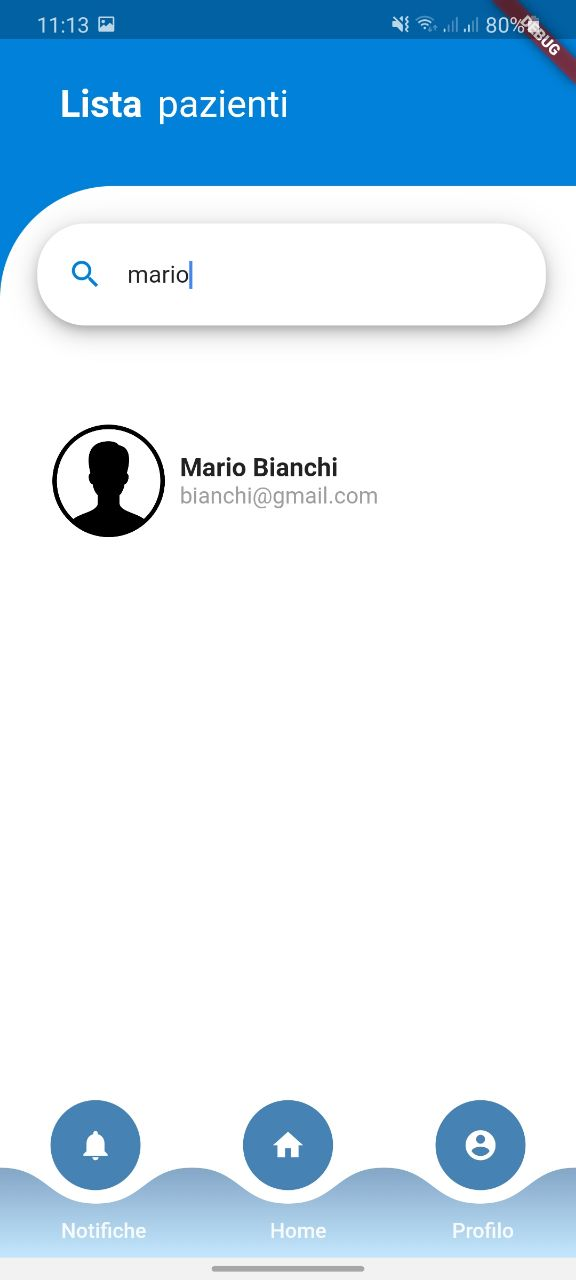 11:13 80%
DEBUG
Lista pazienti
mario
Mario Bianchi
bianchi@gmail.com
Notifiche Home Profilo